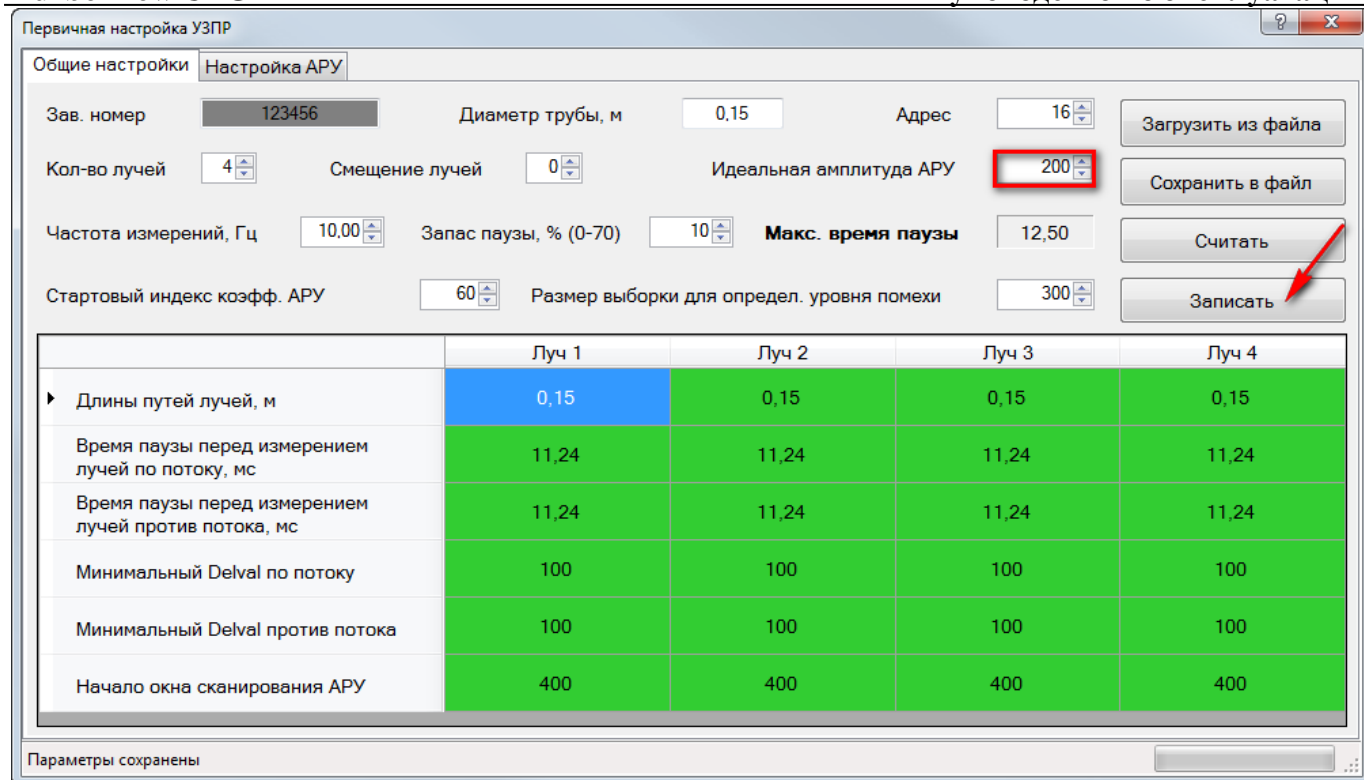 Первичная настройка УЗПР
Общие настройки Настройка АРУ
Зав. номер 123456 Диаметр трубы, м 0,15 Адрес 16 Загрузить из файла
Кол-во лучей 4 Смещение лучей 0 Идеальная амплитуда АРУ 200 Сохранить в файл
Частота измерений, Гц 10,00 Запас паузы, % (0-70) 10 Макс. время паузы 12,50 Считать
Стартовый индекс коэфф. АРУ 60 Размер выборки для определ. уровня помехи 300 Записать
Луч 1 Луч 2 Луч 3 Луч 4
Длины путей лучей, м 0,15 0,15 0,15 0,15
Время паузы перед измерением
лучей по потоку, мс 11,24 11,24 11,24 11,24
Время паузы перед измерением
лучей против потока, мс 11,24 11,24 11,24 11,24
Минимальный Delval по потоку 100 100 100 100
Минимальный Delval против потока 100 100 100 100
Начало окна сканирования АРУ 400 400 400 400
Параметры сохранены